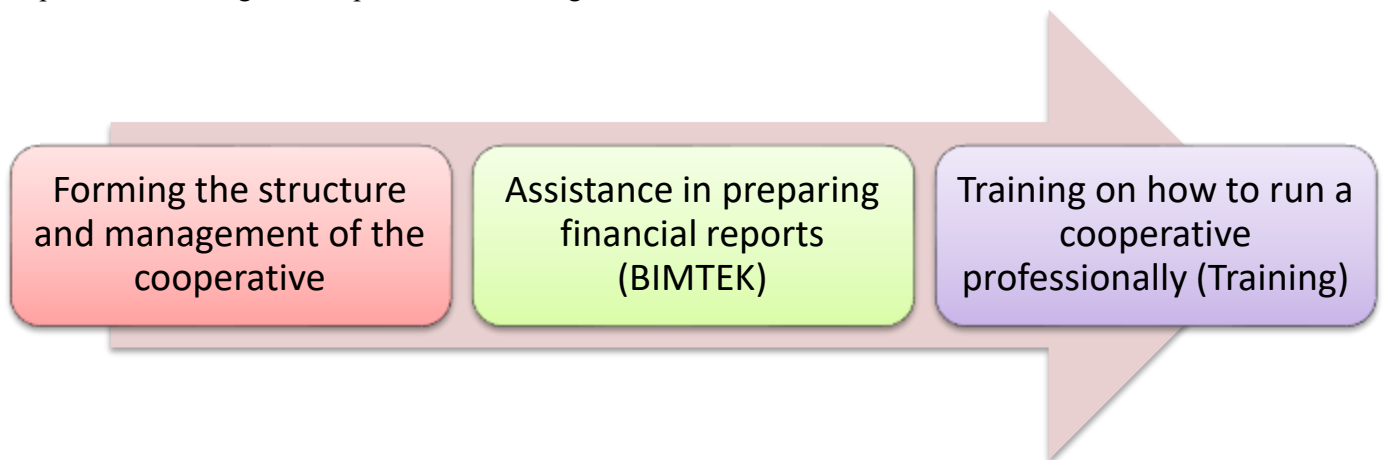 Forming the structure
and management of the
cooperative
Assistance in preparing
financial reports
(BIMTEK)
Training on how to run a
cooperative
professionally (Training)